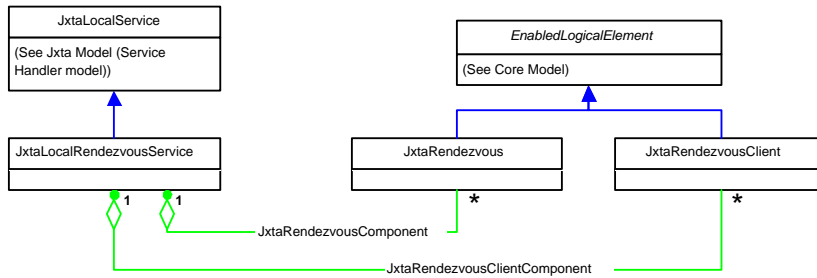 JxtaLocalService
(See Jxta Model (Service
Handler model))
EnabledLogicalElement
(See Core Model)
JxtaLocalRendezvousService
JxtaRendezvous
JxtaRendezvousClient
1
1
*
*
JxtaRendezvousComponent
JxtaRendezvousClientComponent